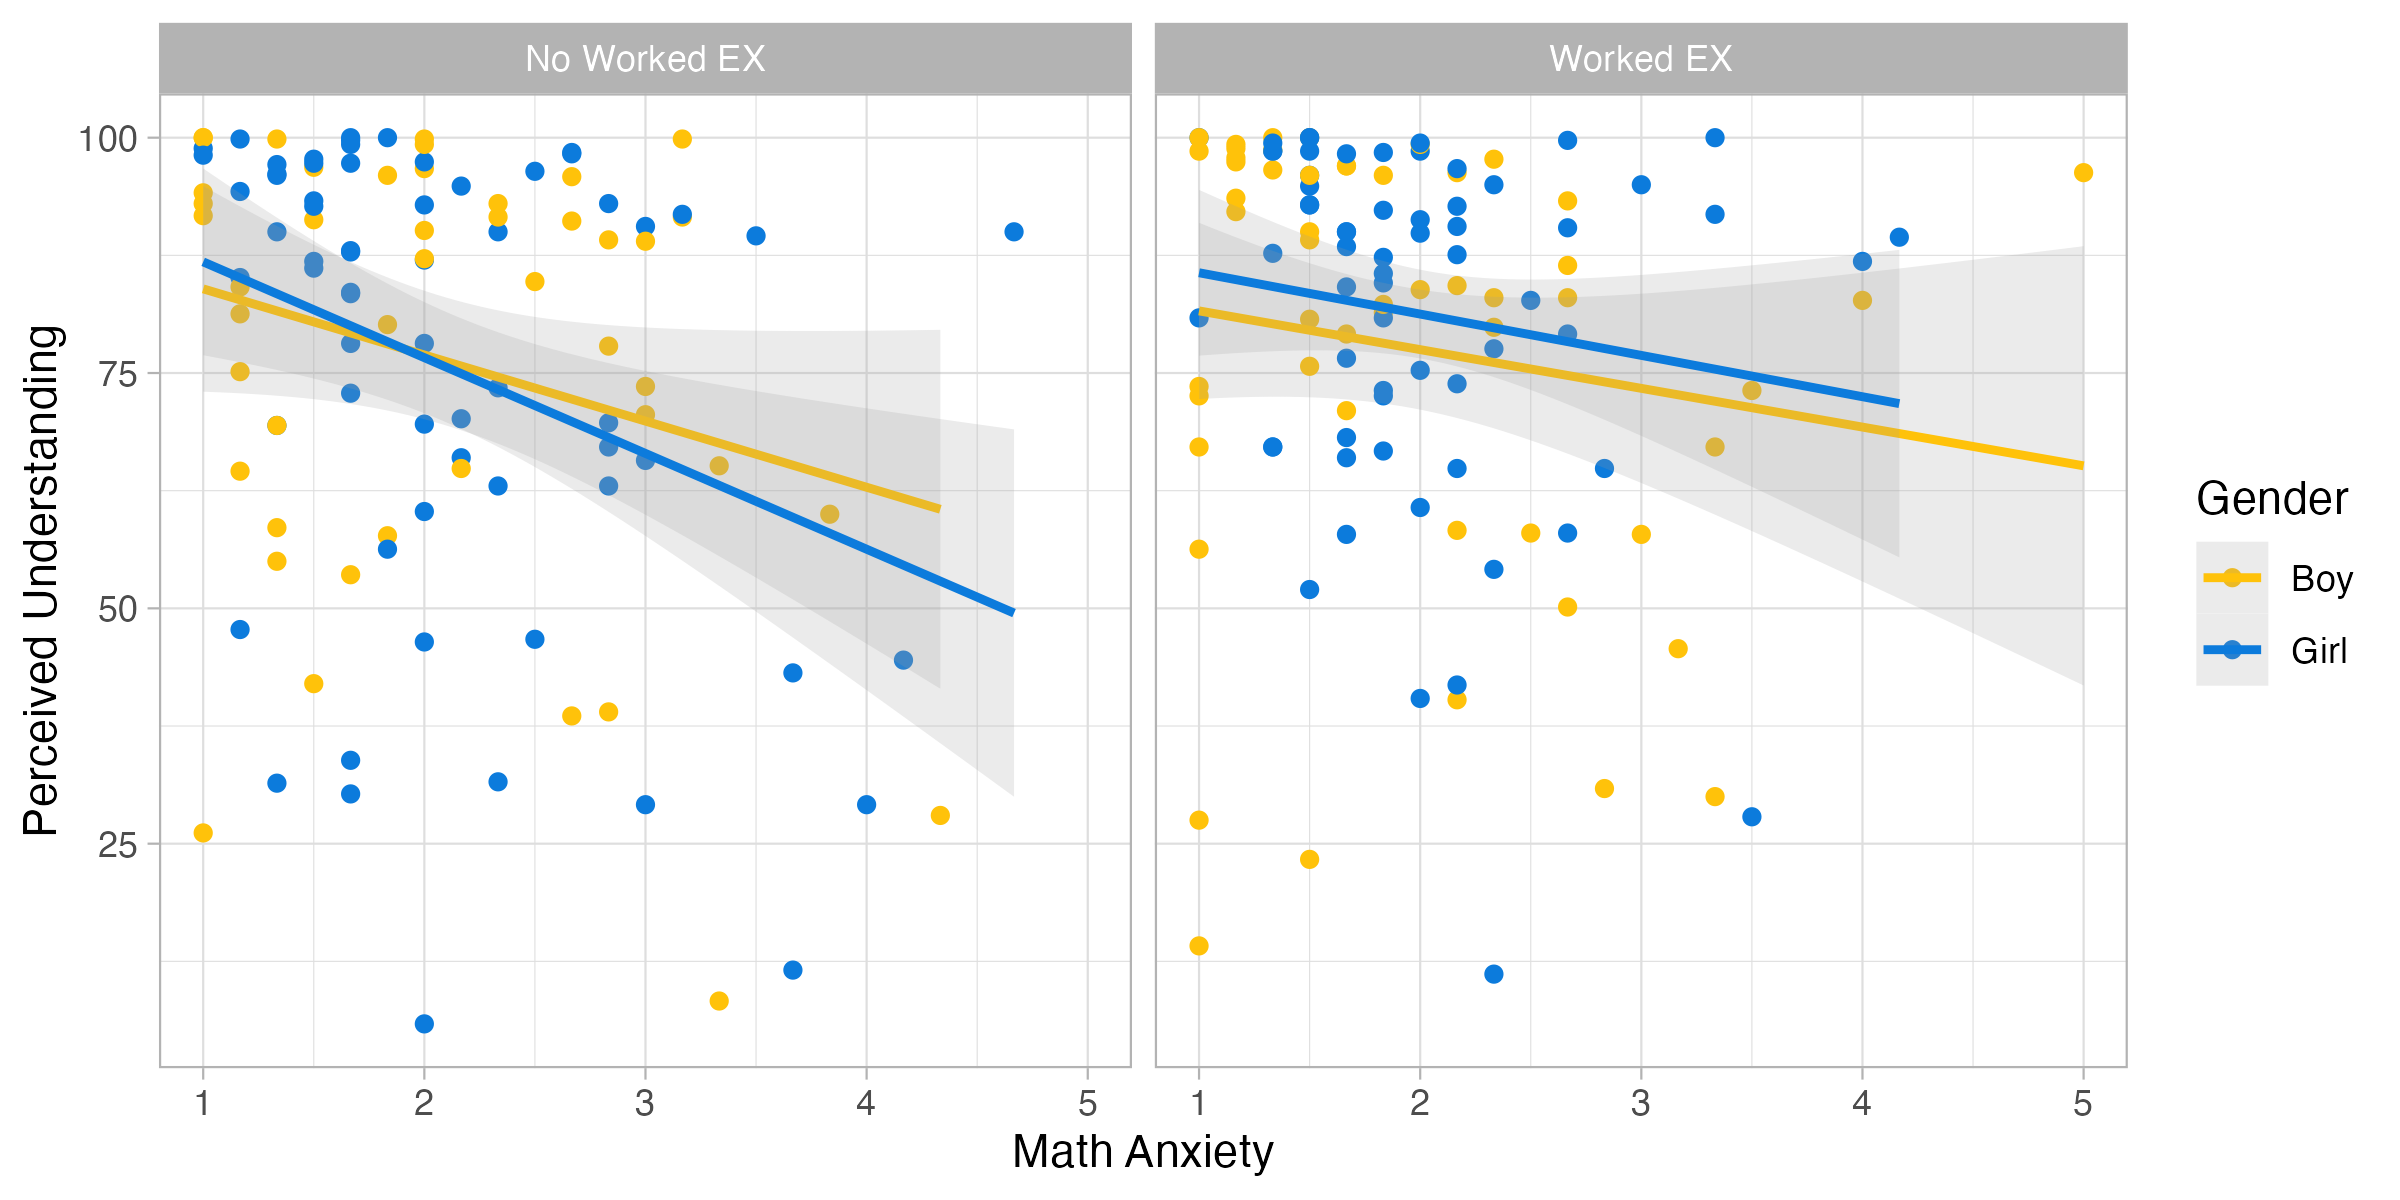 No Worked EX
Worked EX
Perceived Understanding
100
75
50
25
1 2 3 4 5
1 2 3 4 5
Math Anxiety
Gender
Boy
Girl